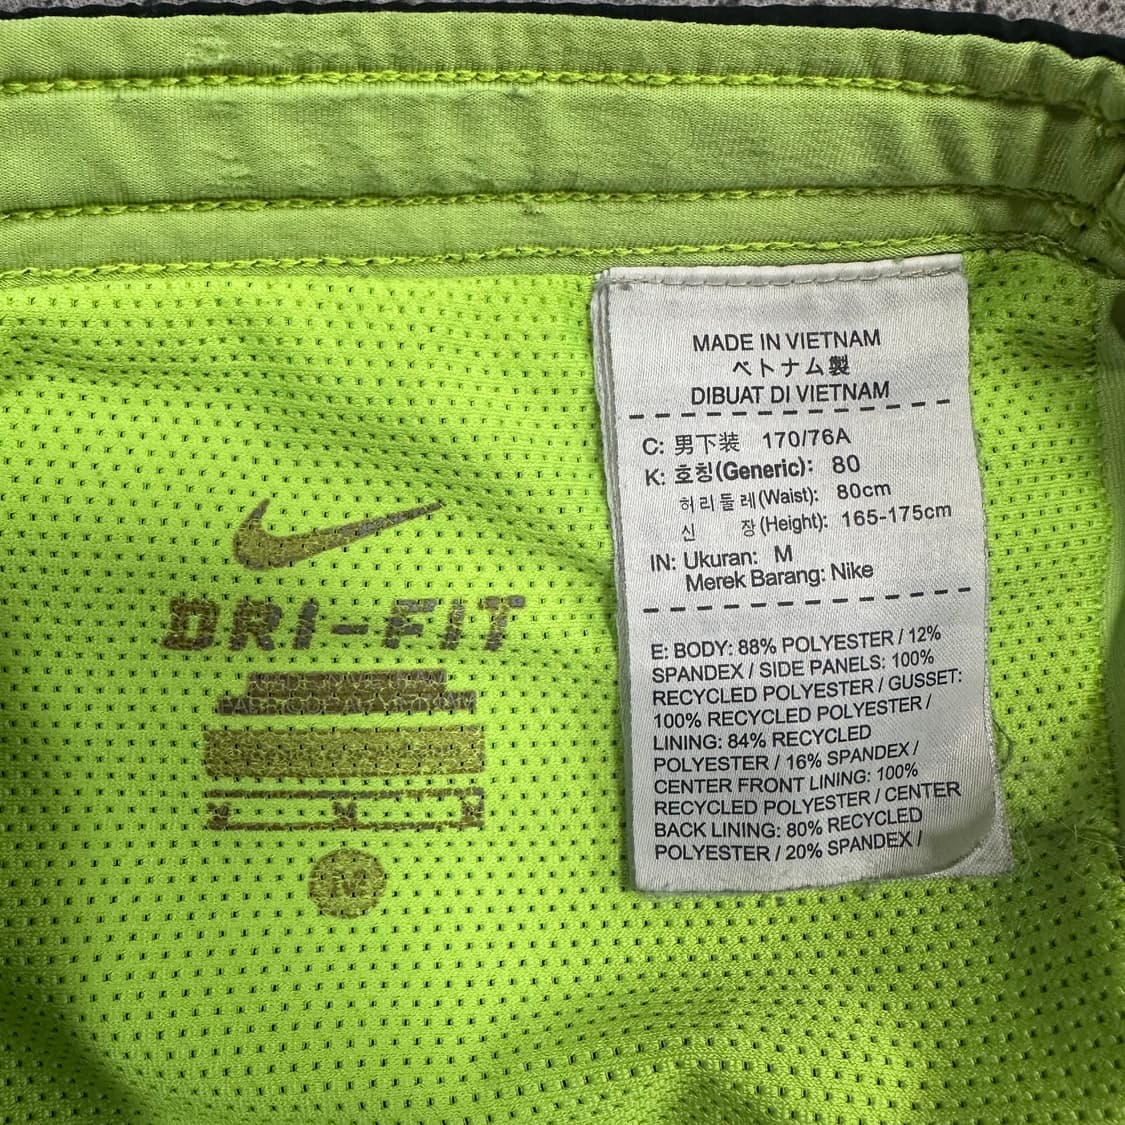 DRI-FIT
M M M
MADE IN VIETNAM
ベトナム製
DIBUAT DI VIETNAM
C: 男下装 170/76A
K: 호칭(Generic): 80
허리둘레(Waist): 80cm
신 장(Height): 165-175cm
IN: Ukuran: M
Merek Barang: Nike
E: BODY: 88% POLYESTER / 12%
SPANDEX / SIDE PANELS: 100%
RECYCLED POLYESTER / GUSSET:
100% RECYCLED POLYESTER /
LINING: 84% RECYCLED
POLYESTER / 16% SPANDEX /
CENTER FRONT LINING: 100%
RECYCLED POLYESTER / CENTER
BACK LINING: 80% RECYCLED
POLYESTER / 20% SPANDEX /